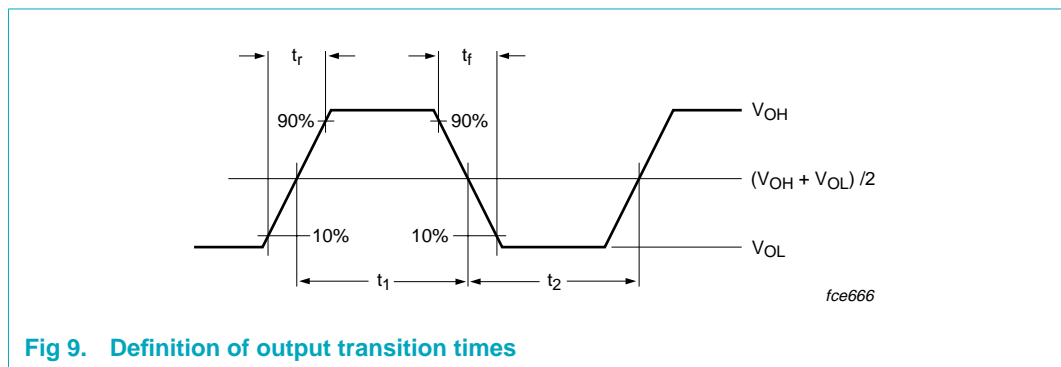 tr tf
90% 90% VOH
(VOH + VOL) /2
10% 10% VOL
t1 t2
fce666
Fig 9. Definition of output transition times